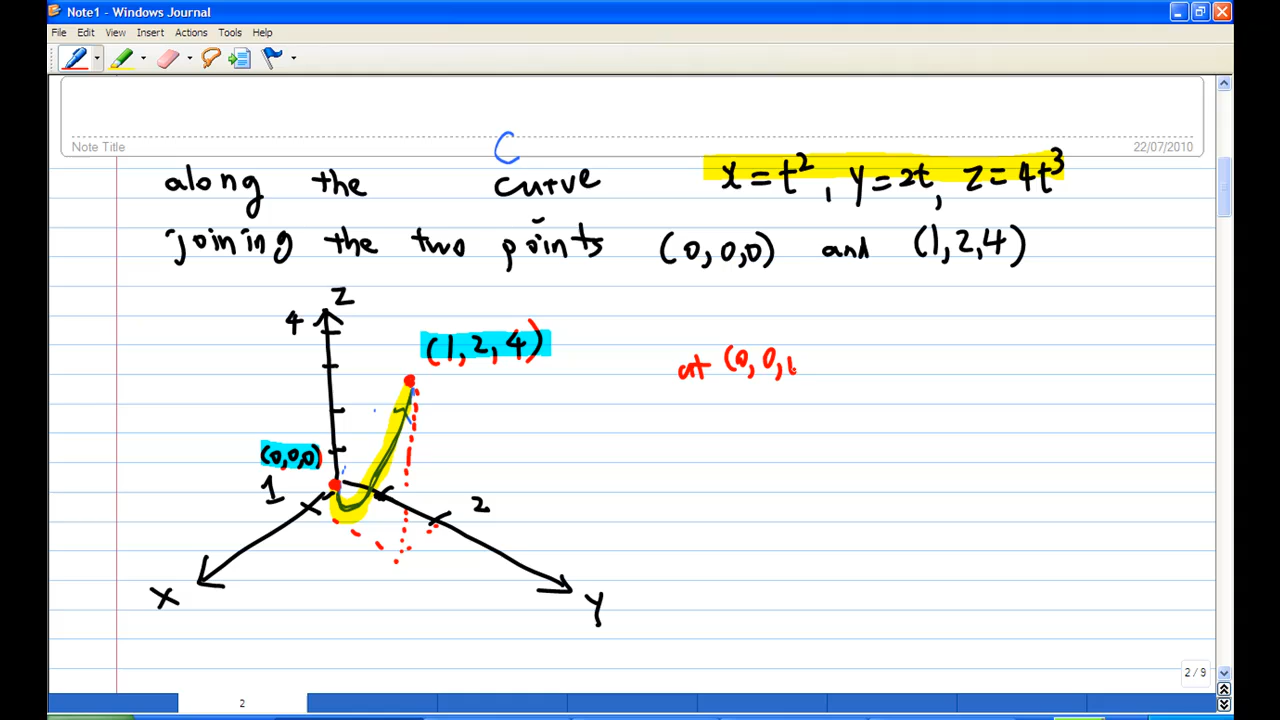 Note1 - Windows Journal
File Edit View Insert Actions Tools Help
C
Note Title 22/07/2010
along the curve x = t², y = 2t, z = 4t³
joining the two points (0,0,0) and (1,2,4)
Z
4
(1,2,4)
at (0,0,
(0,0,0)
1
2
X
Y
2/9
2